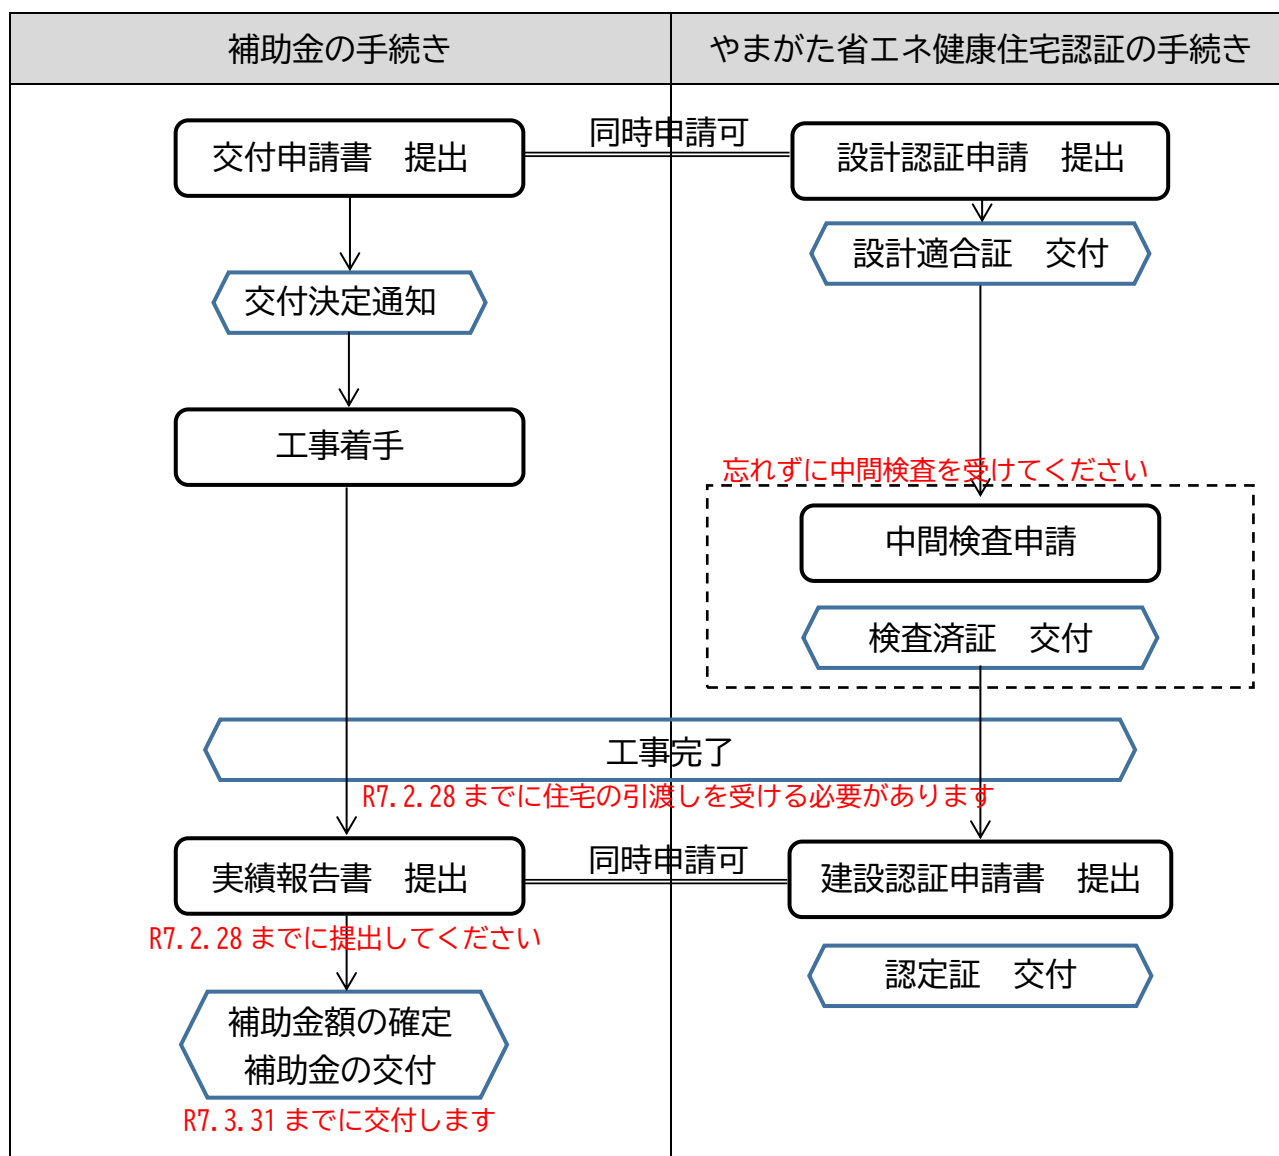 補助金の手続き
やまがた省エネ健康住宅認証の手続き
同時申請可
交付申請書　提出
設計認証申請　提出
設計適合証　交付
交付決定通知
工事着手
忘れずに中間検査を受けてください
中間検査申請
検査済証　交付
工事完了
R7.2.28 までに住宅の引渡しを受ける必要があります
同時申請可
実績報告書　提出
建設認証申請書　提出
R7.2.28 までに提出してください
認定証　交付
補助金額の確定
補助金の交付
R7.3.31 までに交付します